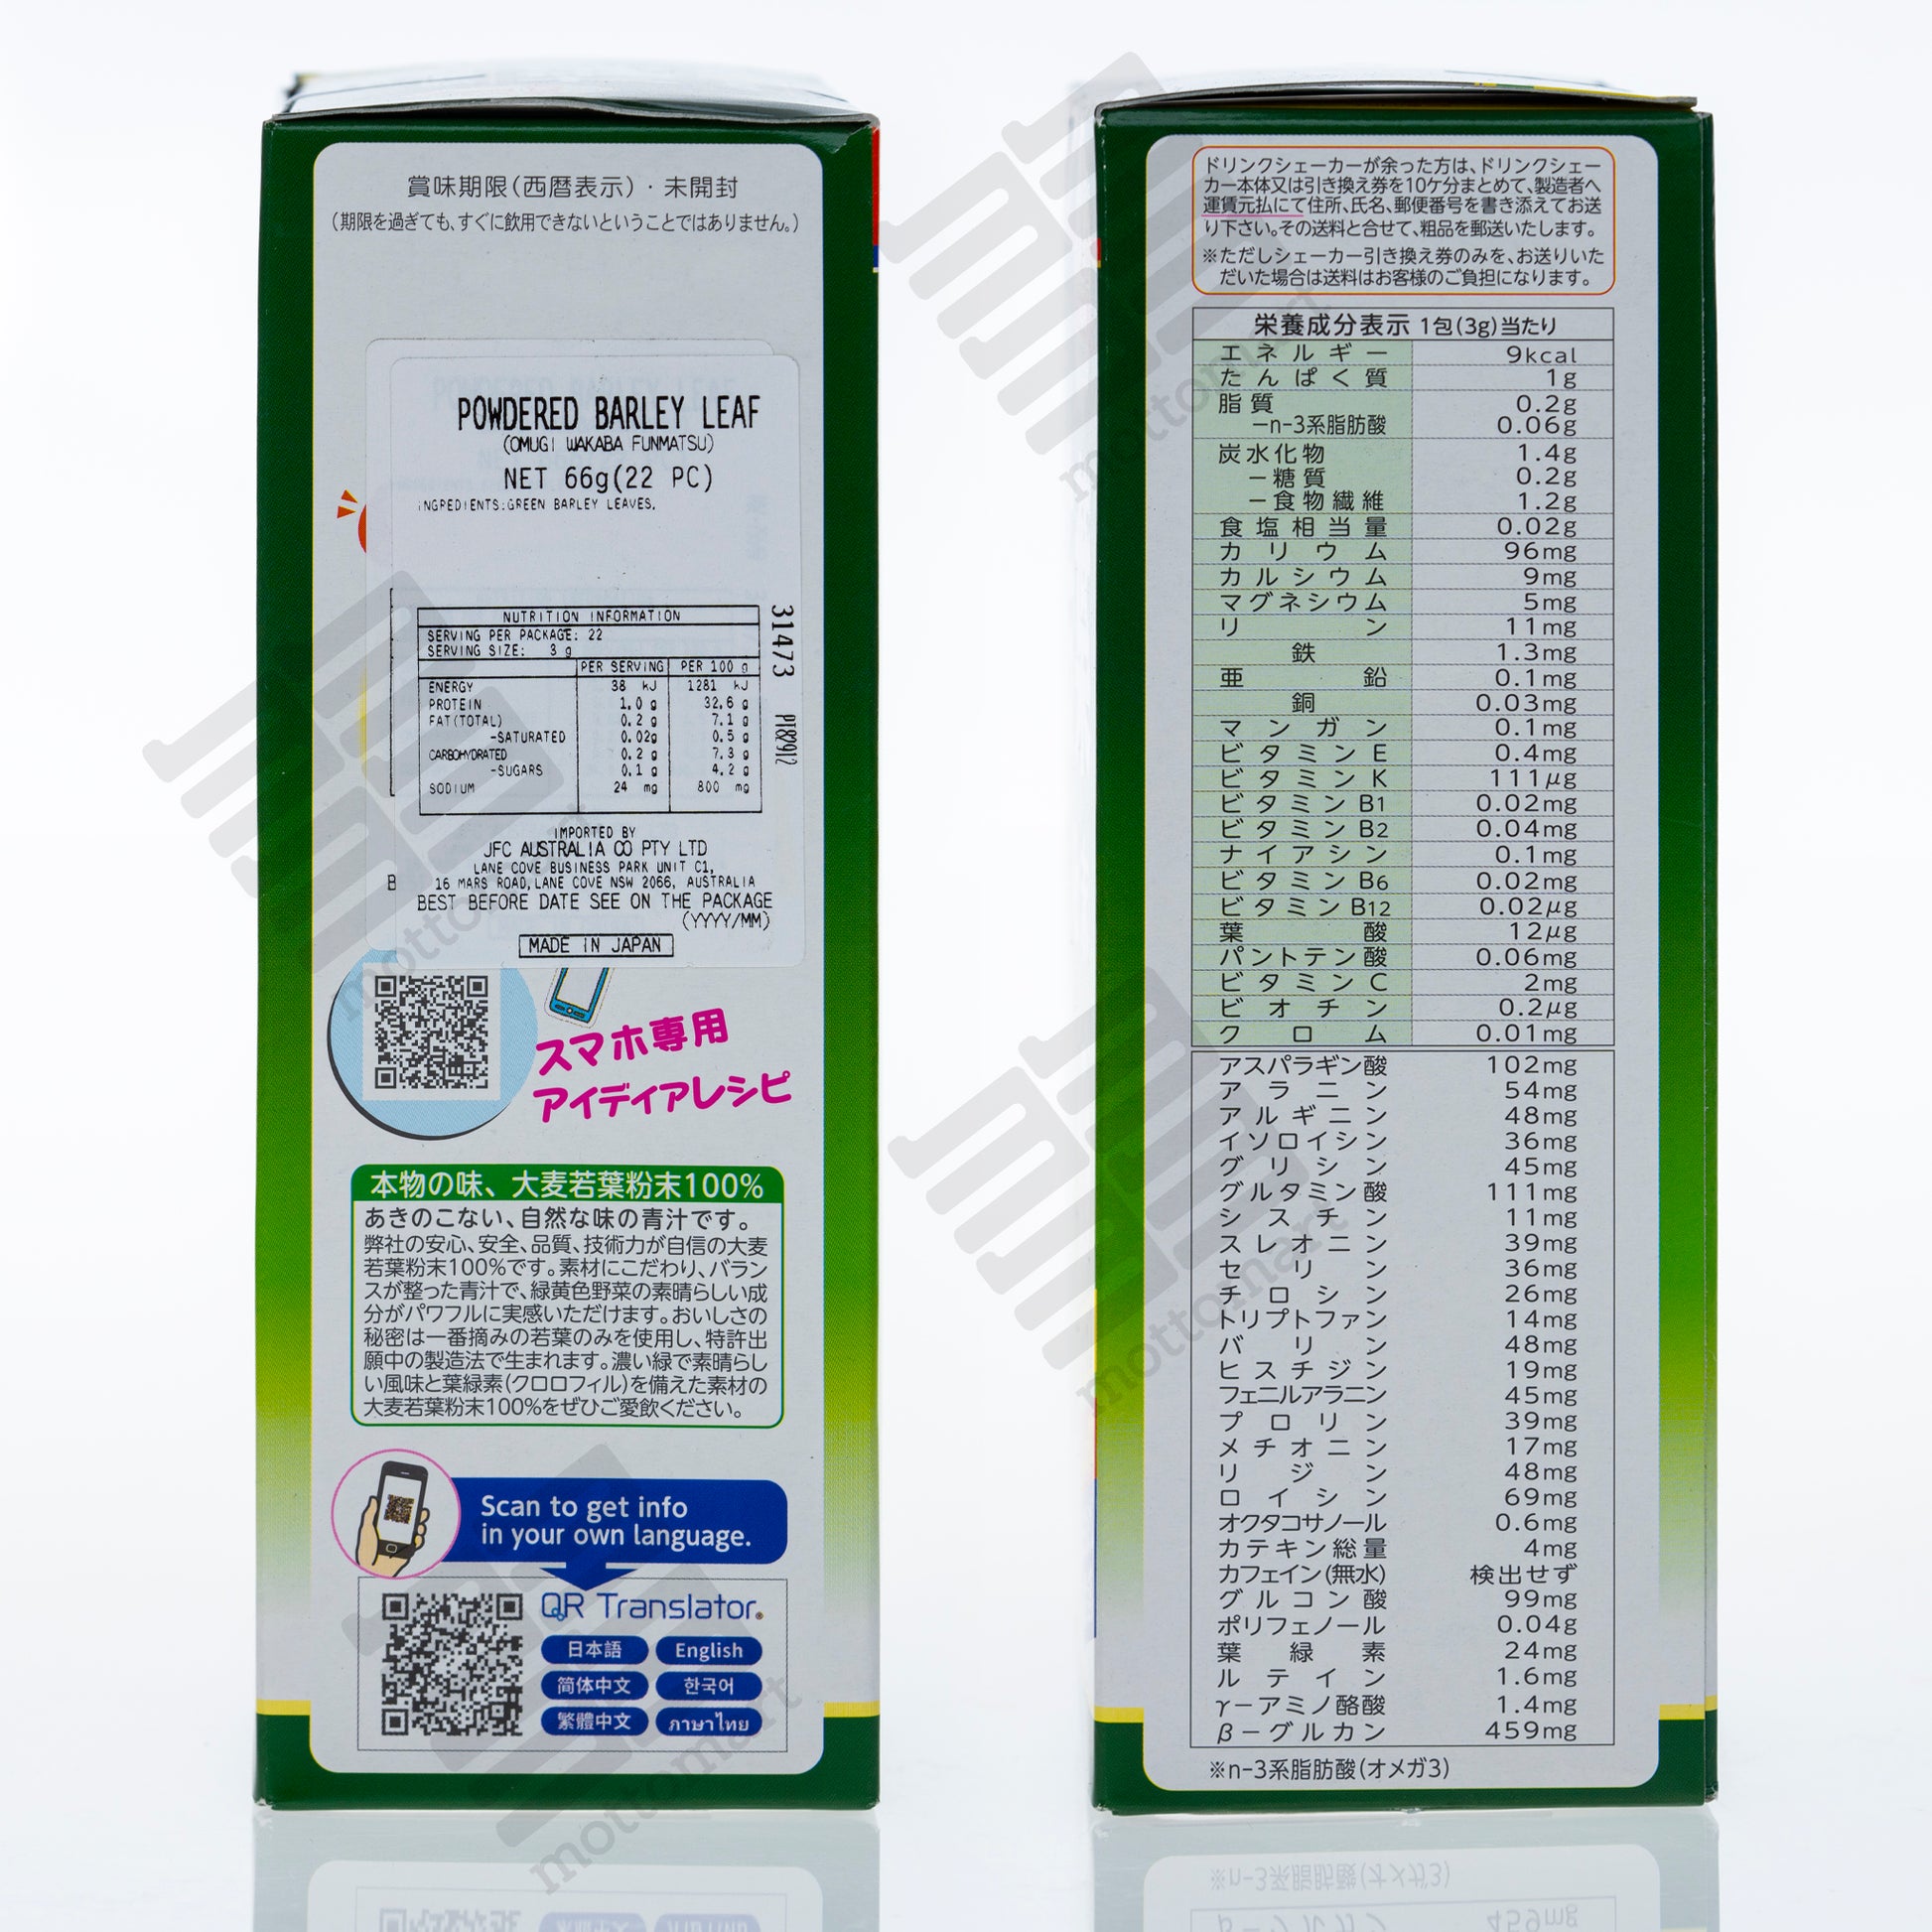 賞味期限(西暦表示)・未開封
(期限を過ぎても、すぐに飲用できないということではありません。)
POWDERED BARLEY LEAF
(OMUGI WAKABA FUNMATSU)
NET 66g(22 PC)
INGREDIENTS:GREEN BARLEY LEAVES.
NUTRITION INFORMATION
SERVING PER PACKAGE: 22
SERVING SIZE: 3 g
PER SERVING PER 100 g
ENERGY 38 kJ 1281 kJ
PROTEIN 1.0 g 32.6 g
FAT(TOTAL) 0.2 g 7.1 g
-SATURATED 0.02g 0.5 g
CARBOHYDRATED 0.2 g 7.3 g
-SUGARS 0.1 g 4.2 g
SODIUM 24 mg 800 mg
31473 PT82912
IMPORTED BY
JFC AUSTRALIA CO PTY LTD
LANE COVE BUSINESS PARK UNIT C1,
16 MARS ROAD,LANE COVE NSW 2066, AUSTRALIA
BEST BEFORE DATE SEE ON THE PACKAGE
(YYYY/MM)
MADE IN JAPAN
スマホ専用
アイディアレシピ
本物の味、大麦若葉粉末100%
あきのこない、自然な味の青汁です。
弊社の安心、安全、品質、技術力が自信の大麦
若葉粉末100%です。素材にこだわり、バラン
スが整った青汁で、緑黄色野菜の素晴らしい成
分がパワフルに実感いただけます。おいしさの
秘密は一番摘みの若葉のみを使用し、特許出
願中の製造法で生まれます。濃い緑で素晴らし
い風味と葉緑素(クロロフィル)を備えた素材の
大麦若葉粉末100%をぜひご愛飲ください。
Scan to get info
in your own language.
QR Translator®
日本語 English
简体中文 한국어
繁體中文 ภาษาไทย
ドリンクシェーカーが余った方は、ドリンクシェー
カー本体又は引き換え券を10ケ分まとめて、製造者へ
運賃元払にて住所、氏名、郵便番号を書き添えてお送
り下さい。その送料と合せて、粗品を郵送いたします。
※ただしシェーカー引き換え券のみを、お送りいた
だいた場合は送料はお客様のご負担になります。
栄養成分表示 1包(3g)当たり
エネルギー 9kcal
たんぱく質 1g
脂質 0.2g
－n-3系脂肪酸 0.06g
炭水化物 1.4g
－糖質 0.2g
－食物繊維 1.2g
食塩相当量 0.02g
カリウム 96mg
カルシウム 9mg
マグネシウム 5mg
リン 11mg
鉄 1.3mg
亜鉛 0.1mg
銅 0.03mg
マンガン 0.1mg
ビタミンE 0.4mg
ビタミンK 111μg
ビタミンB1 0.02mg
ビタミンB2 0.04mg
ナイアシン 0.1mg
ビタミンB6 0.02mg
ビタミンB12 0.02μg
葉酸 12μg
パントテン酸 0.06mg
ビタミンC 2mg
ビオチン 0.2μg
クロム 0.01mg
アスパラギン酸 102mg
アラニン 54mg
アルギニン 48mg
イソロイシン 36mg
グリシン 45mg
グルタミン酸 111mg
シスチン 11mg
スレオニン 39mg
セリン 36mg
チロシン 26mg
トリプトファン 14mg
バリン 48mg
ヒスチジン 19mg
フェニルアラニン 45mg
プロリン 39mg
メチオニン 17mg
リジン 48mg
ロイシン 69mg
オクタコサノール 0.6mg
カテキン総量 4mg
カフェイン(無水) 検出せず
グルコン酸 99mg
ポリフェノール 0.04g
葉緑素 24mg
ルテイン 1.6mg
γ－アミノ酪酸 1.4mg
β－グルカン 459mg
※n-3系脂肪酸(オメガ3)
mottomart
mottomart
mottomart
mottomart